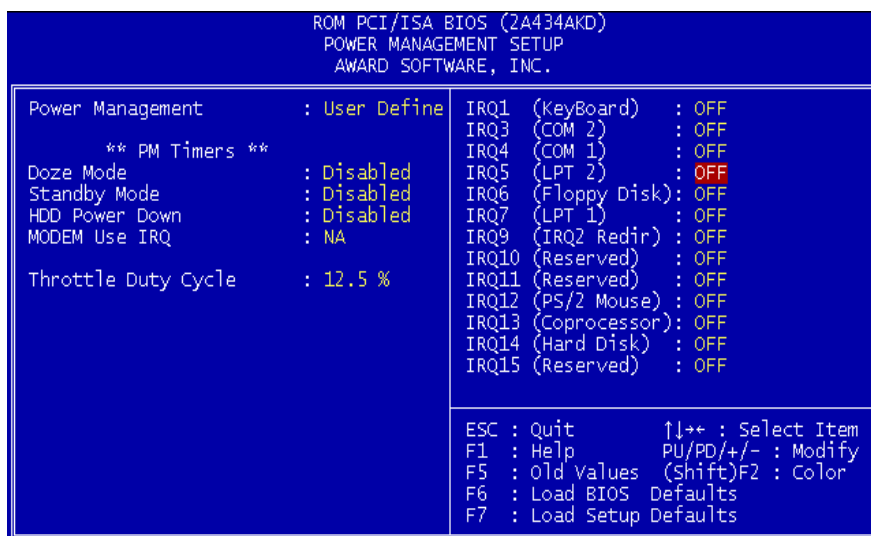 ROM PCI/ISA BIOS (2A434AKD)
POWER MANAGEMENT SETUP
AWARD SOFTWARE, INC.
Power Management : User Define
** PM Timers **
Doze Mode : Disabled
Standby Mode : Disabled
HDD Power Down : Disabled
MODEM Use IRQ : NA
Throttle Duty Cycle : 12.5 %
IRQ1 (KeyBoard) : OFF
IRQ3 (COM 2) : OFF
IRQ4 (COM 1) : OFF
IRQ5 (LPT 2) : OFF
IRQ6 (Floppy Disk): OFF
IRQ7 (LPT 1) : OFF
IRQ9 (IRQ2 Redir) : OFF
IRQ10 (Reserved) : OFF
IRQ11 (Reserved) : OFF
IRQ12 (PS/2 Mouse) : OFF
IRQ13 (Coprocessor): OFF
IRQ14 (Hard Disk) : OFF
IRQ15 (Reserved) : OFF
ESC : Quit ↑↓→← : Select Item
F1 : Help PU/PD/+/- : Modify
F5 : Old Values (Shift)F2 : Color
F6 : Load BIOS Defaults
F7 : Load Setup Defaults